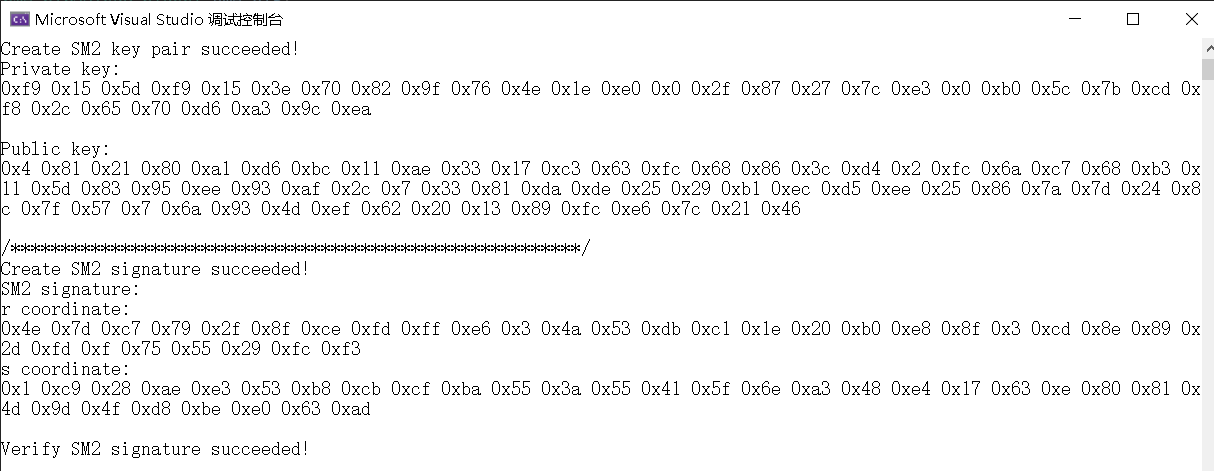 Microsoft Visual Studio 调试控制台
Create SM2 key pair succeeded!
Private key:
0xf9 0x15 0x5d 0xf9 0x15 0x3e 0x70 0x82 0x9f 0x76 0x4e 0x1e 0xe0 0x0 0x2f 0x87 0x27 0x7c 0xe3 0x0 0xb0 0x5c 0x7b 0xcd 0x
f8 0x2c 0x65 0x70 0xd6 0xa3 0x9c 0xea
Public key:
0x4 0x81 0x21 0x80 0xa1 0xd6 0xbc 0x11 0xae 0x33 0x17 0xc3 0x63 0xfc 0x68 0x86 0x3c 0xd4 0x2 0xfc 0x6a 0xc7 0x68 0xb3 0x
11 0x5d 0x83 0x95 0xee 0x93 0xaf 0x2c 0x7 0x33 0x81 0xda 0xde 0x25 0x29 0xb1 0xec 0xd5 0xee 0x25 0x86 0x7a 0x7d 0x24 0x8
c 0x7f 0x57 0x7 0x6a 0x93 0x4d 0xef 0x62 0x20 0x13 0x89 0xfc 0xe6 0x7c 0x21 0x46
/*********************************************************/
Create SM2 signature succeeded!
SM2 signature:
r coordinate:
0x4e 0x7d 0xc7 0x79 0x2f 0x8f 0xce 0xfd 0xff 0xe6 0x3 0x4a 0x53 0xdb 0xc1 0x1e 0x20 0xb0 0xe8 0x8f 0x3 0xcd 0x8e 0x89 0x
2d 0xfd 0xf 0x75 0x55 0x29 0xfc 0xf3
s coordinate:
0x1 0xc9 0x28 0xae 0xe3 0x53 0xb8 0xcb 0xcf 0xba 0x55 0x3a 0x55 0x41 0x5f 0x6e 0xa3 0x48 0xe4 0x17 0x63 0xe 0x80 0x81 0x
4d 0x9d 0x4f 0xd8 0xbe 0xe0 0x63 0xad
Verify SM2 signature succeeded!